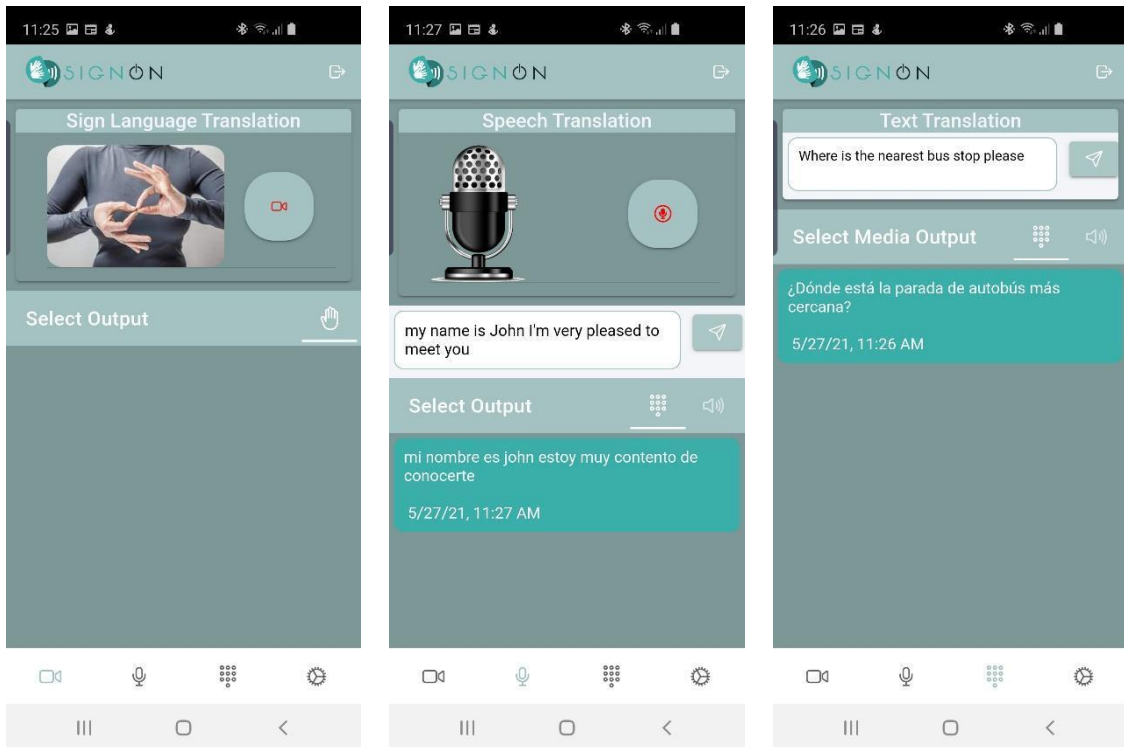 11:25
SIGNON
Sign Language Translation
Select Output
11:27
SIGNON
Speech Translation
my name is John I'm very pleased to
meet you
Select Output
mi nombre es john estoy muy contento de
conocerte
5/27/21, 11:27 AM
11:26
SIGNON
Text Translation
Where is the nearest bus stop please
Select Media Output
¿Dónde está la parada de autobús más
cercana?
5/27/21, 11:26 AM